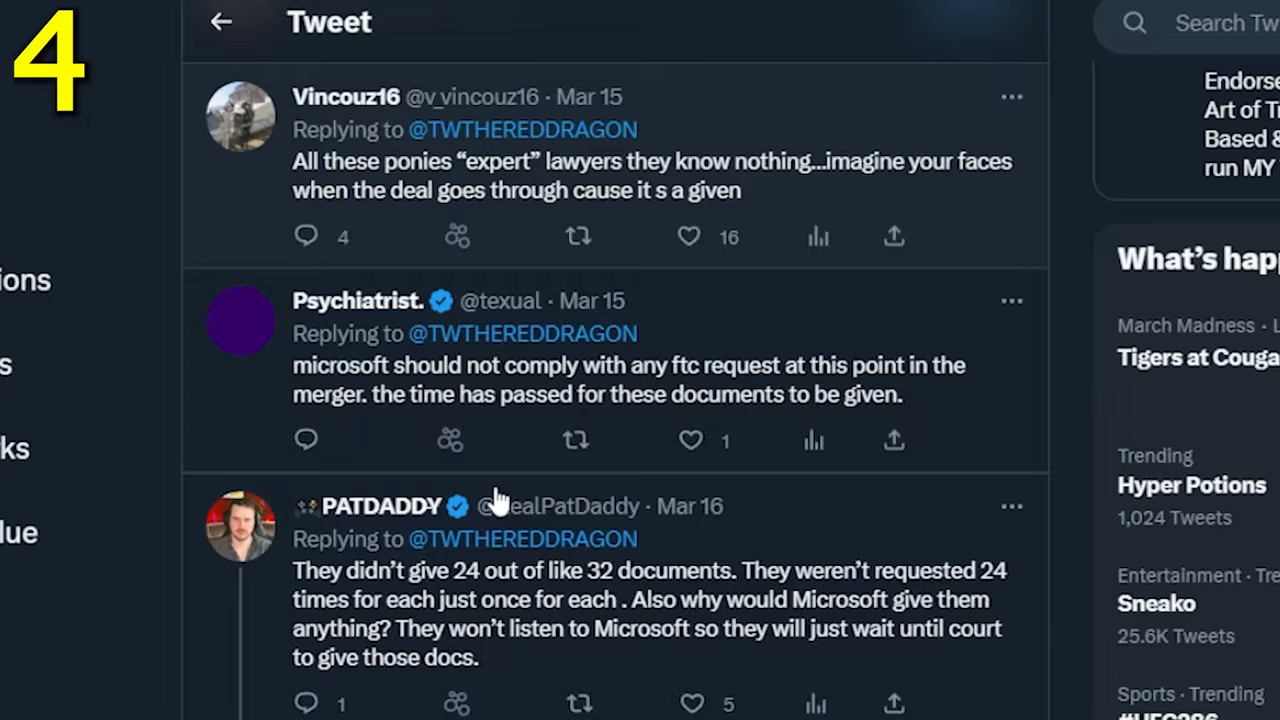 4
Tweet
Search Tw
Vincouz16 @v_vincouz16 · Mar 15
Replying to @TWTHEREDDRAGON
All these ponies “expert” lawyers they know nothing...imagine your faces
when the deal goes through cause it s a given
4 16
Psychiatrist. @texual · Mar 15
Replying to @TWTHEREDDRAGON
microsoft should not comply with any ftc request at this point in the
merger. the time has passed for these documents to be given.
1
PATDADDY @ ealPatDaddy · Mar 16
Replying to @TWTHEREDDRAGON
They didn’t give 24 out of like 32 documents. They weren’t requested 24
times for each just once for each . Also why would Microsoft give them
anything? They won’t listen to Microsoft so they will just wait until court
to give those docs.
1 5
ions
s
ks
lue
Endorse
Art of T
Based &
run MY
What’s hap
March Madness · L
Tigers at Couga
Trending
Hyper Potions
1,024 Tweets
Entertainment · Tre
Sneako
25.6K Tweets
Sports · Trending
#UFC286